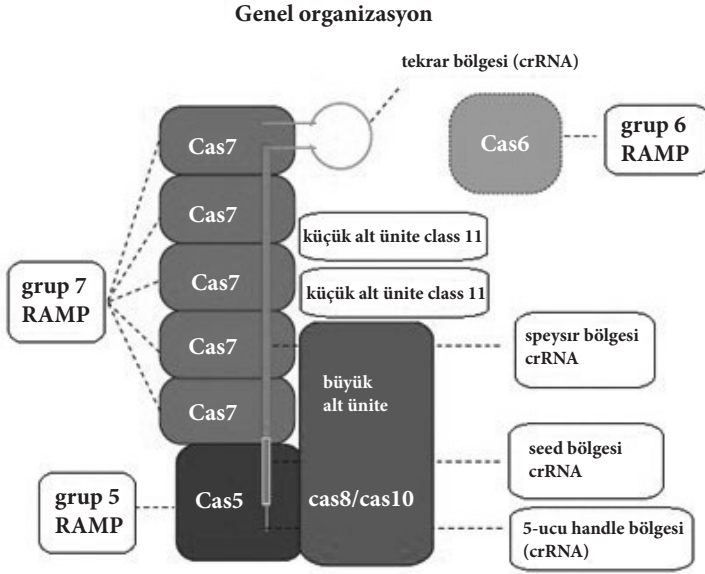 Genel organizasyon
tekrar bölgesi (crRNA)
Cas7
Cas6
grup 6
RAMP
Cas7
küçük alt ünite class 11
grup 7
RAMP
Cas7
küçük alt ünite class 11
Cas7
speysır bölgesi
crRNA
büyük
alt ünite
Cas7
seed bölgesi
crRNA
grup 5
RAMP
Cas5
cas8/cas10
5-ucu handle bölgesi
(crRNA)